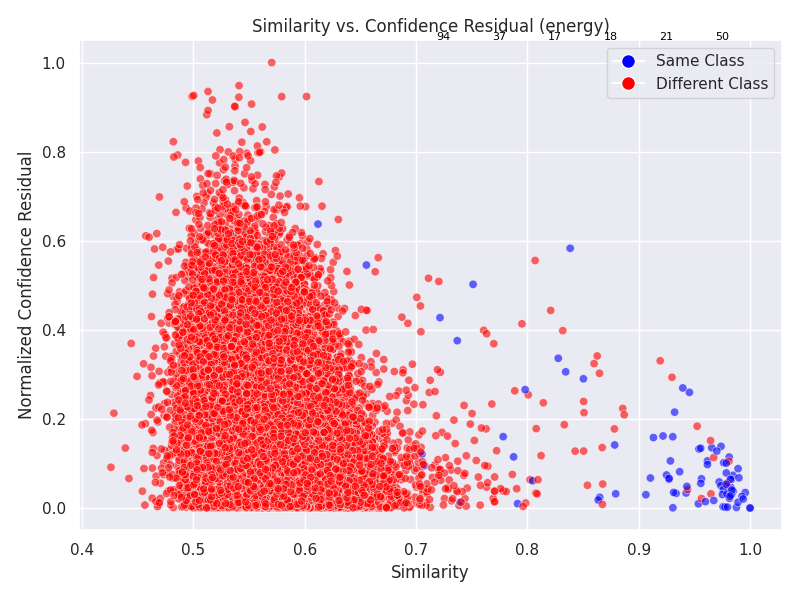 Similarity vs. Confidence Residual (energy)
94 37 17 18 21 50
Same Class
Different Class
Normalized Confidence Residual
1.0
0.8
0.6
0.4
0.2
0.0
0.4 0.5 0.6 0.7 0.8 0.9 1.0
Similarity